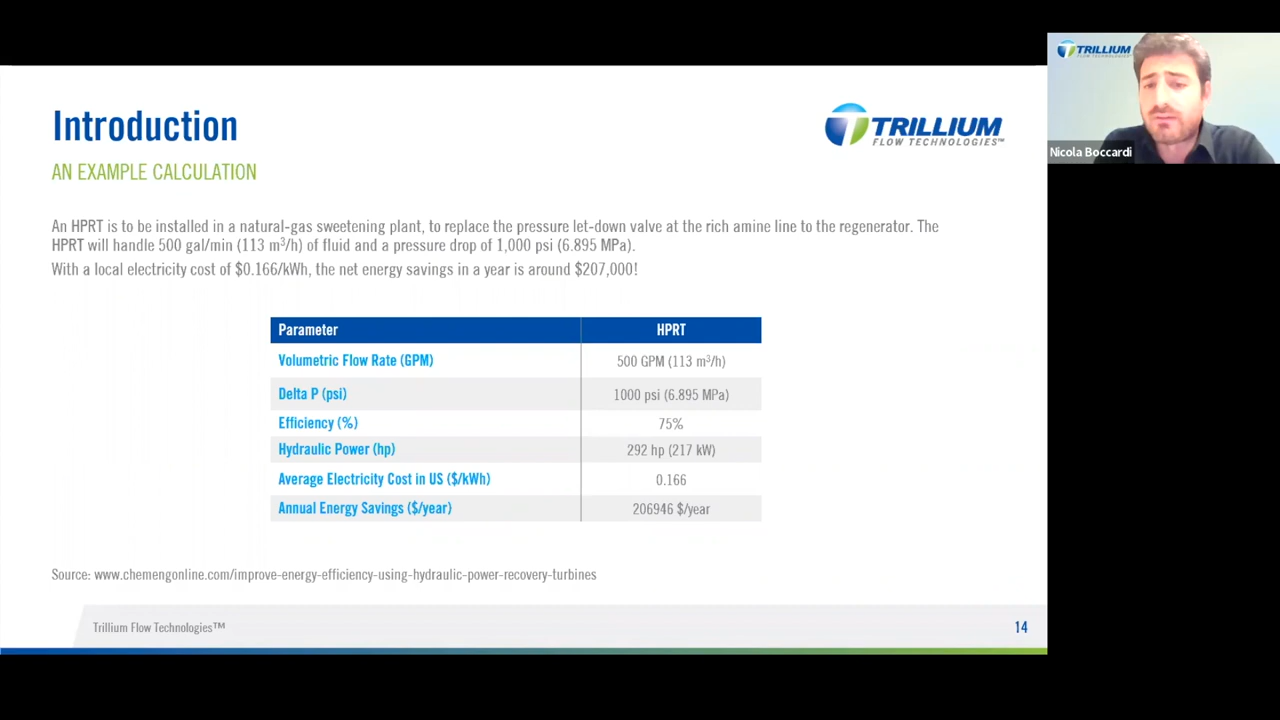 Introduction
AN EXAMPLE CALCULATION
TRILLIUM
FLOW TECHNOLOGIES™
TRILLIUM
FLOW TECHNOLOGIES
Nicola Boccardi
An HPRT is to be installed in a natural-gas sweetening plant, to replace the pressure let-down valve at the rich amine line to the regenerator. The
HPRT will handle 500 gal/min (113 m³/h) of fluid and a pressure drop of 1,000 psi (6.895 MPa).
With a local electricity cost of $0.166/kWh, the net energy savings in a year is around $207,000!
Parameter HPRT
Volumetric Flow Rate (GPM) 500 GPM (113 m³/h)
Delta P (psi) 1000 psi (6.895 MPa)
Efficiency (%) 75%
Hydraulic Power (hp) 292 hp (217 kW)
Average Electricity Cost in US ($/kWh) 0.166
Annual Energy Savings ($/year) 206946 $/year
Source: www.chemengonline.com/improve-energy-efficiency-using-hydraulic-power-recovery-turbines
Trillium Flow Technologies™
14